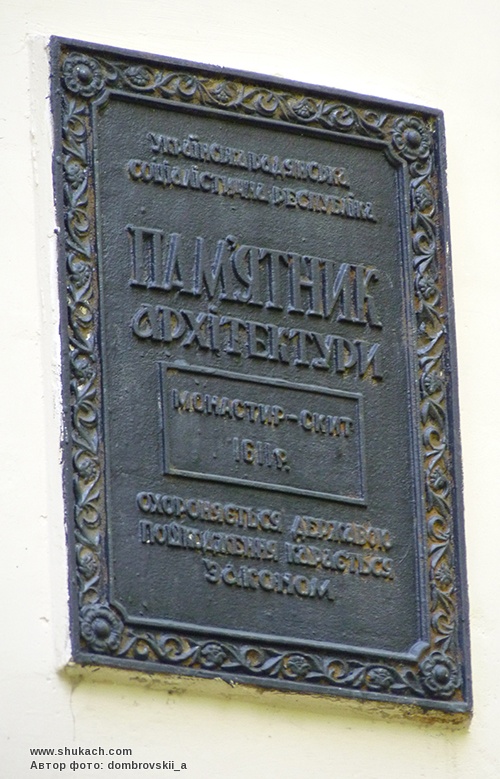 Українська радянська
соціалістична республіка
ПАМ'ЯТНИК
АРХІТЕКТУРИ
МОНАСТИР-СКИТ
1611 р.
ОХОРОНЯЄТЬСЯ ДЕРЖАВОЮ
ПОШКОДЖЕННЯ КАРАЄТЬСЯ
ЗАКОНОМ
www.shukach.com
Автор фото: dombrovskii_a